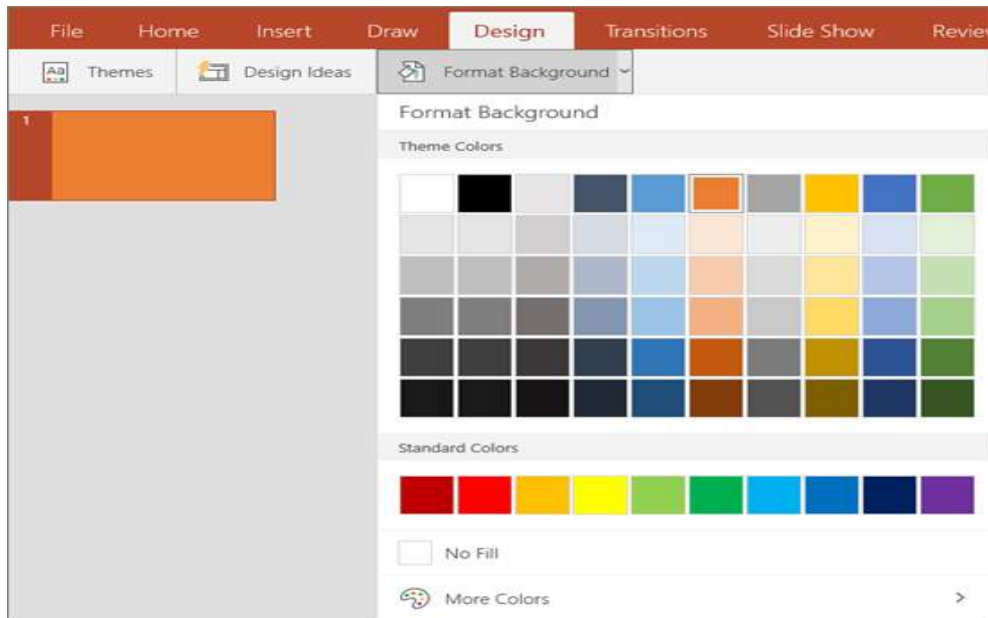 File Home Insert Draw Design Transitions Slide Show
Themes Design Ideas Format Background
1
Format Background
Theme Colors
Standard Colors
No Fill
More Colors